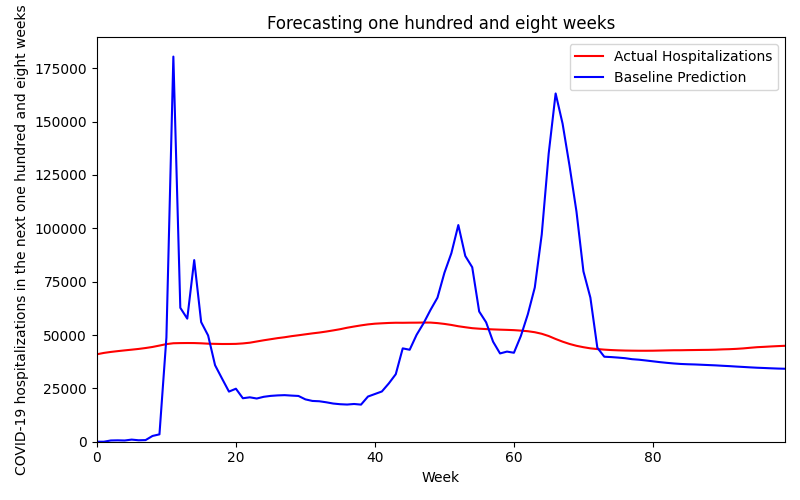 Forecasting one hundred and eight weeks
Actual Hospitalizations
Baseline Prediction
COVID-19 hospitalizations in the next one hundred and eight weeks
175000
150000
125000
100000
75000
50000
25000
0
0 20 40 60 80
Week